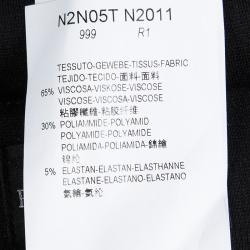 N2N05T N2011
999 R1
TESSUTO-GEWEBE-TISSUS-FABRIC
TEJIDO-TECIDO-面料-面料
65% VISCOSA-VISKOSE-VISCOSE
VISCOSA-VISCOSE-VISCOSE
粘膠纖維-粘胶纤维
30% POLIAMMIDE-POLYAMID
POLYAMIDE-POLYAMIDE
POLIAMIDA-POLIAMIDA-錦綸
锦纶
5% ELASTAN-ELASTAN-ELASTHANNE
ELASTANE-ELASTANO-ELASTANO
氨綸-氨纶